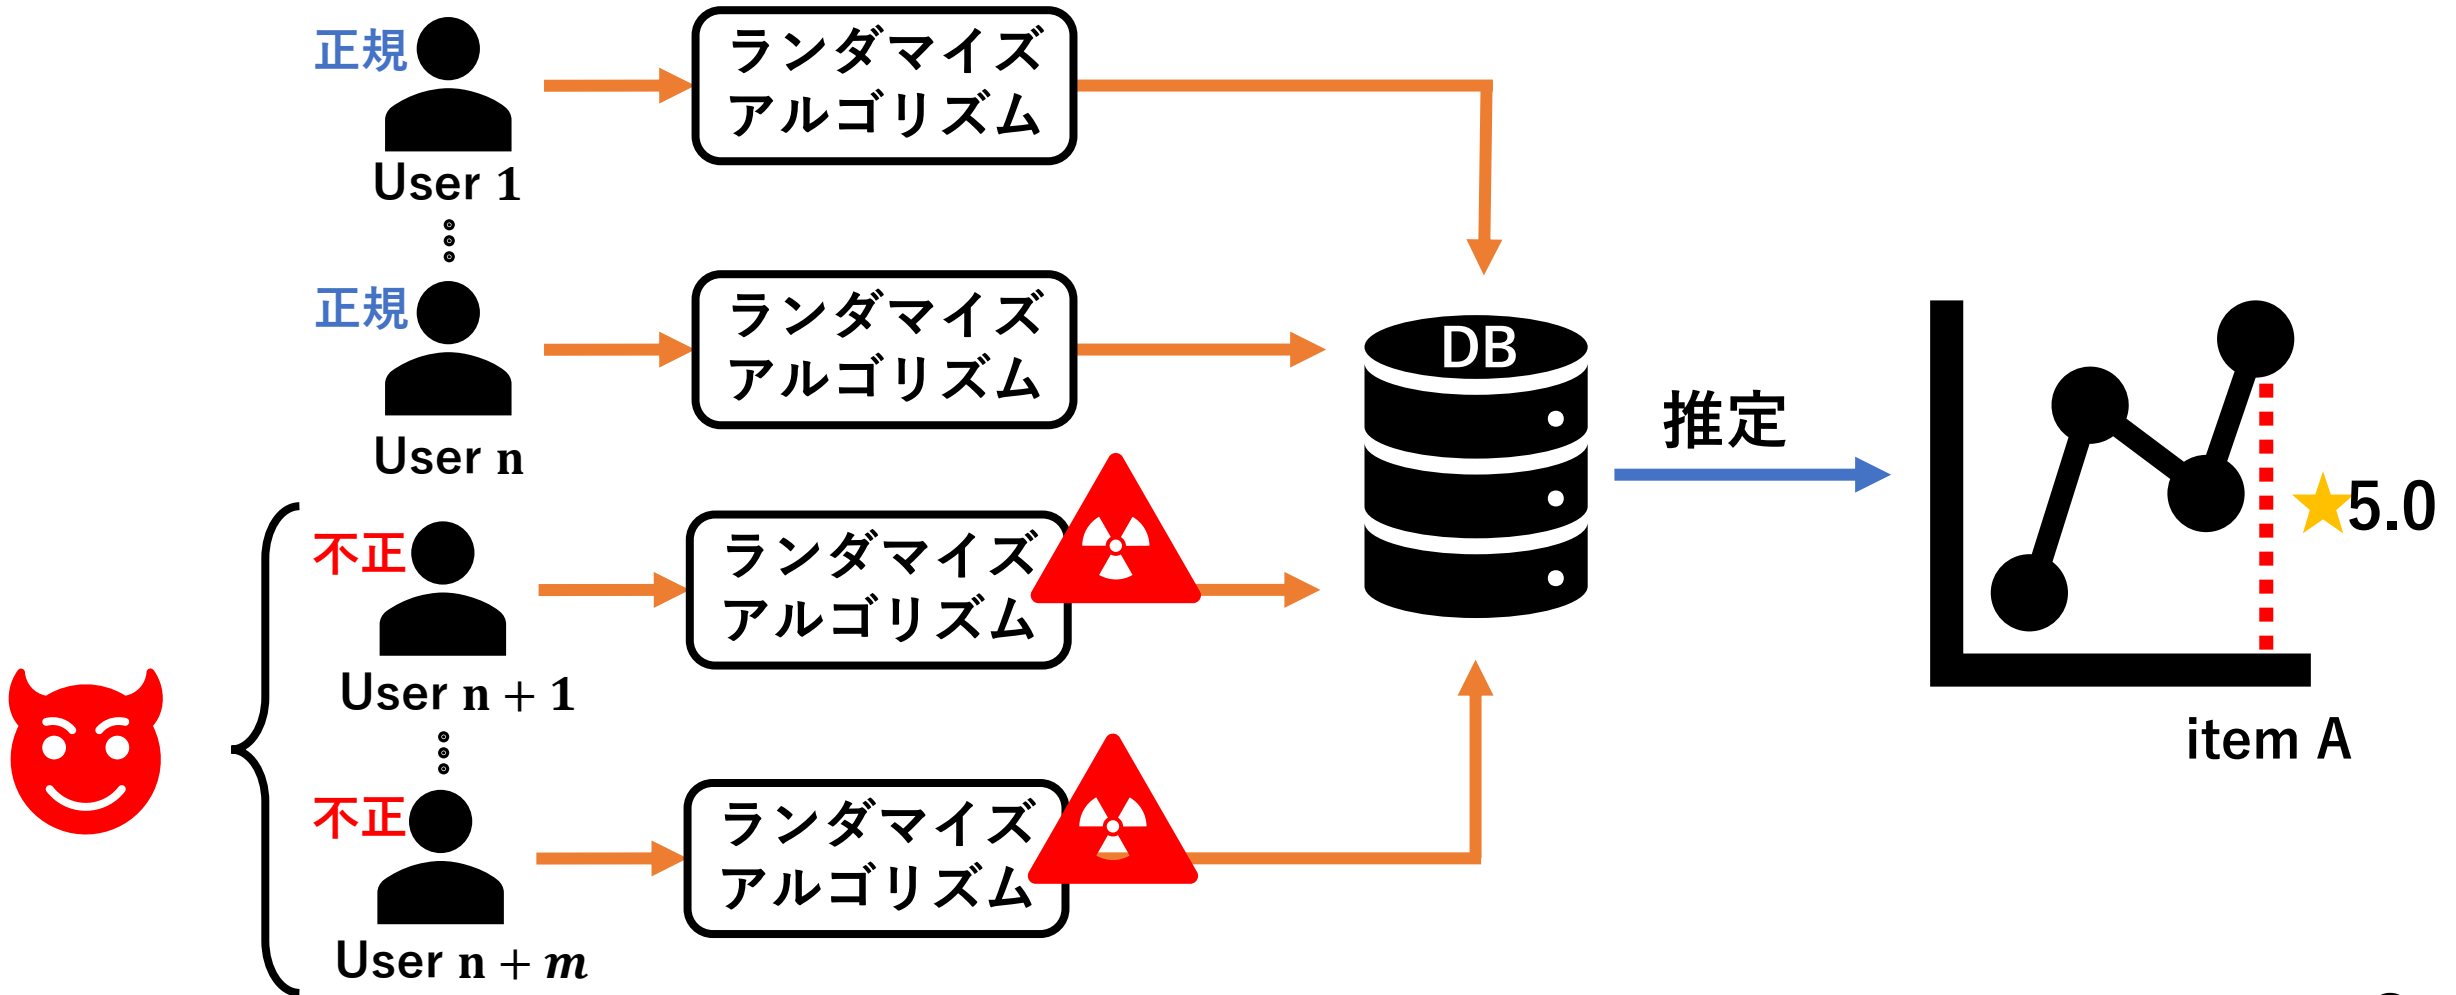 正規
ランダマイズ
アルゴリズム
User 1
正規
ランダマイズ
アルゴリズム
User n
DB
推定
5.0
item A
不正
ランダマイズ
アルゴリズム
User n + 1
不正
ランダマイズ
アルゴリズム
User n + m